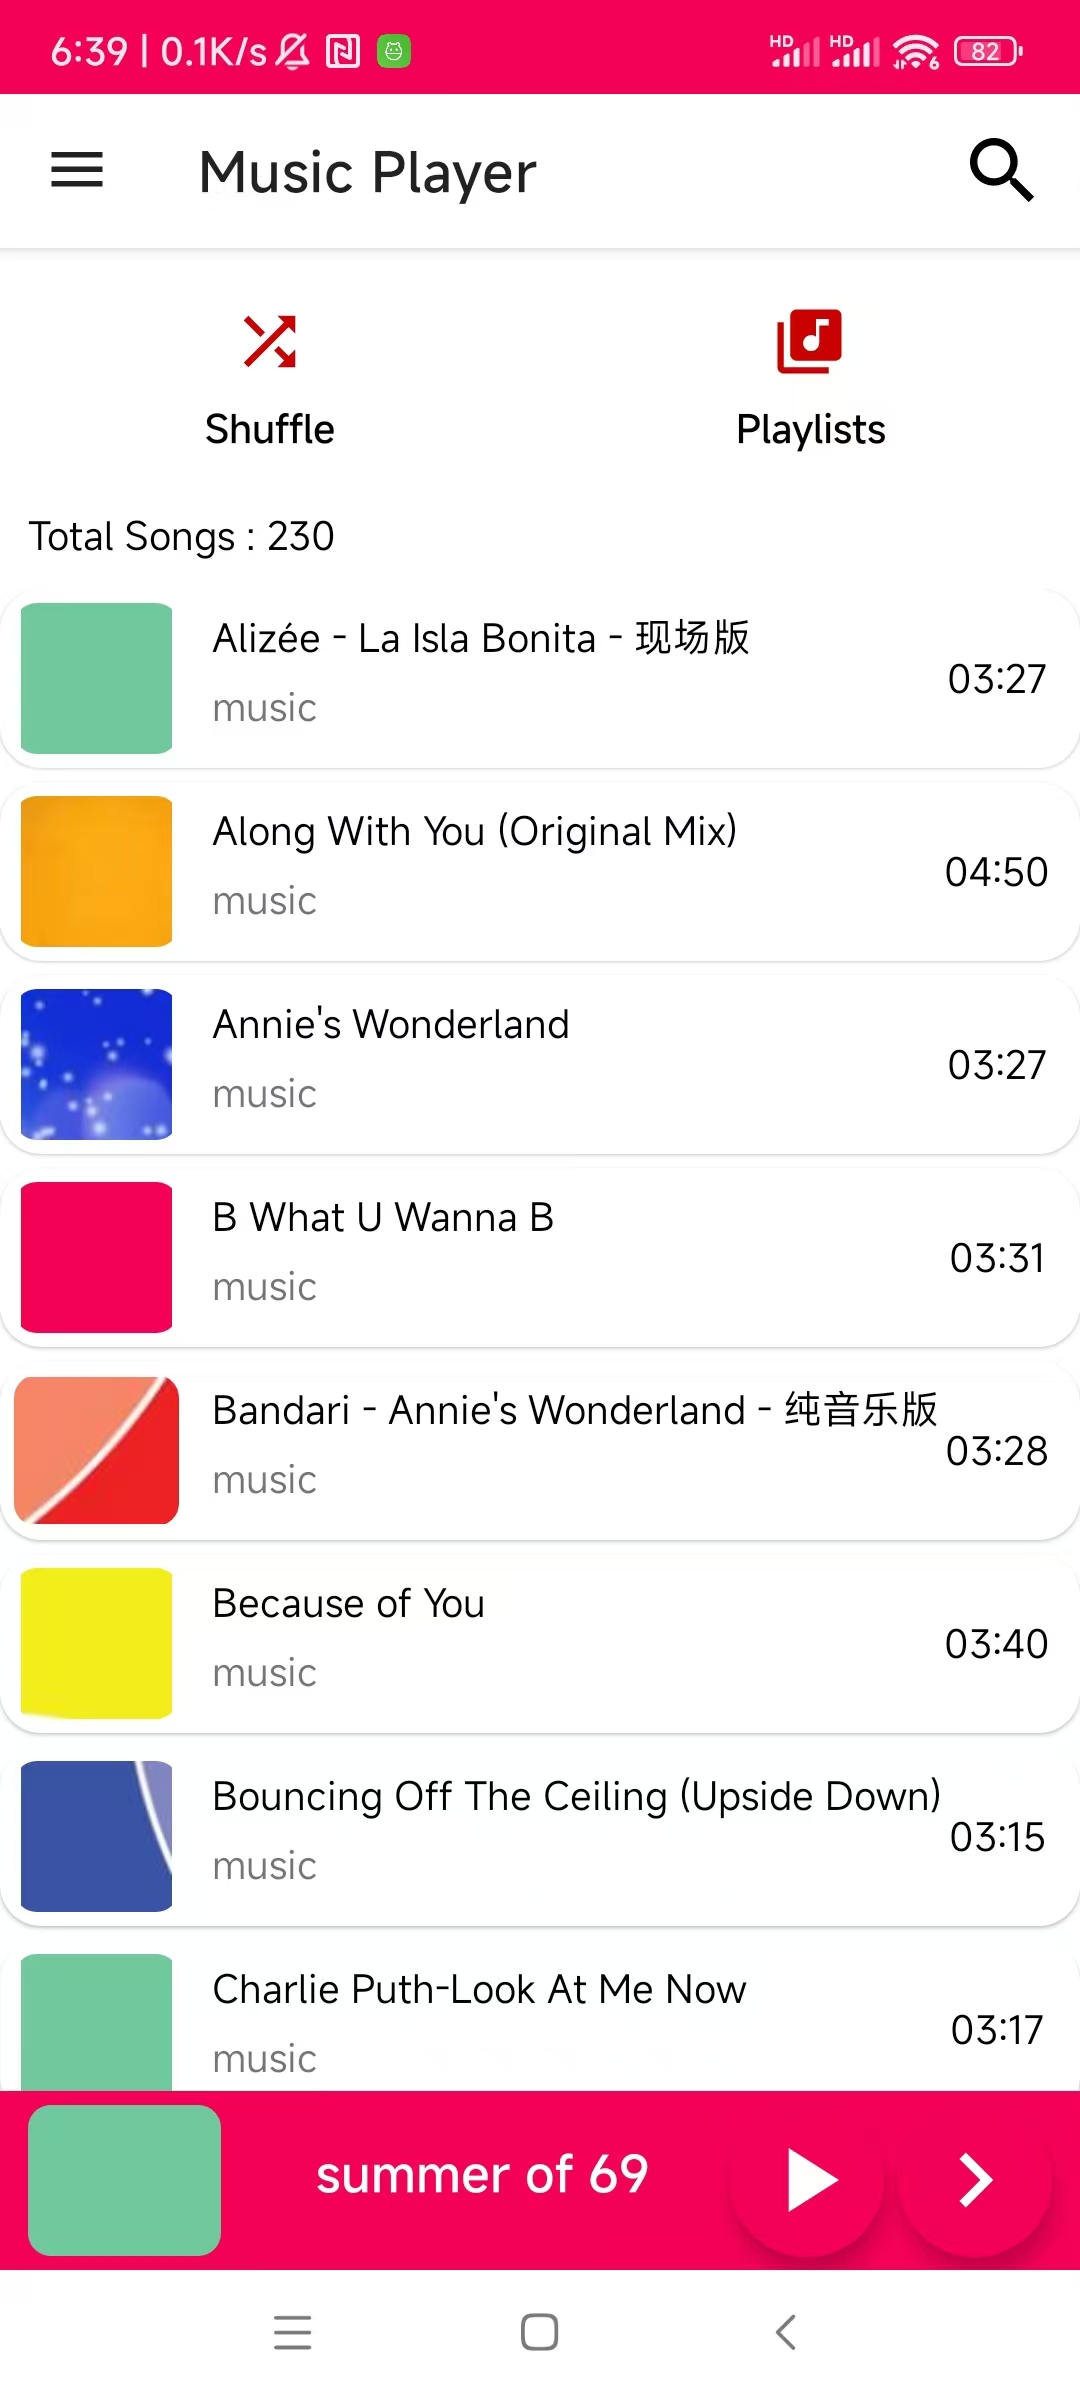 6:39 | 0.1K/s
HD HD 6 82
Music Player
Shuffle
Playlists
Total Songs : 230
Alizée - La Isla Bonita - 现场版
music
03:27
Along With You (Original Mix)
music
04:50
Annie's Wonderland
music
03:27
B What U Wanna B
music
03:31
Bandari - Annie's Wonderland - 纯音乐版
music
03:28
Because of You
music
03:40
Bouncing Off The Ceiling (Upside Down)
music
03:15
Charlie Puth-Look At Me Now
music
03:17
summer of 69